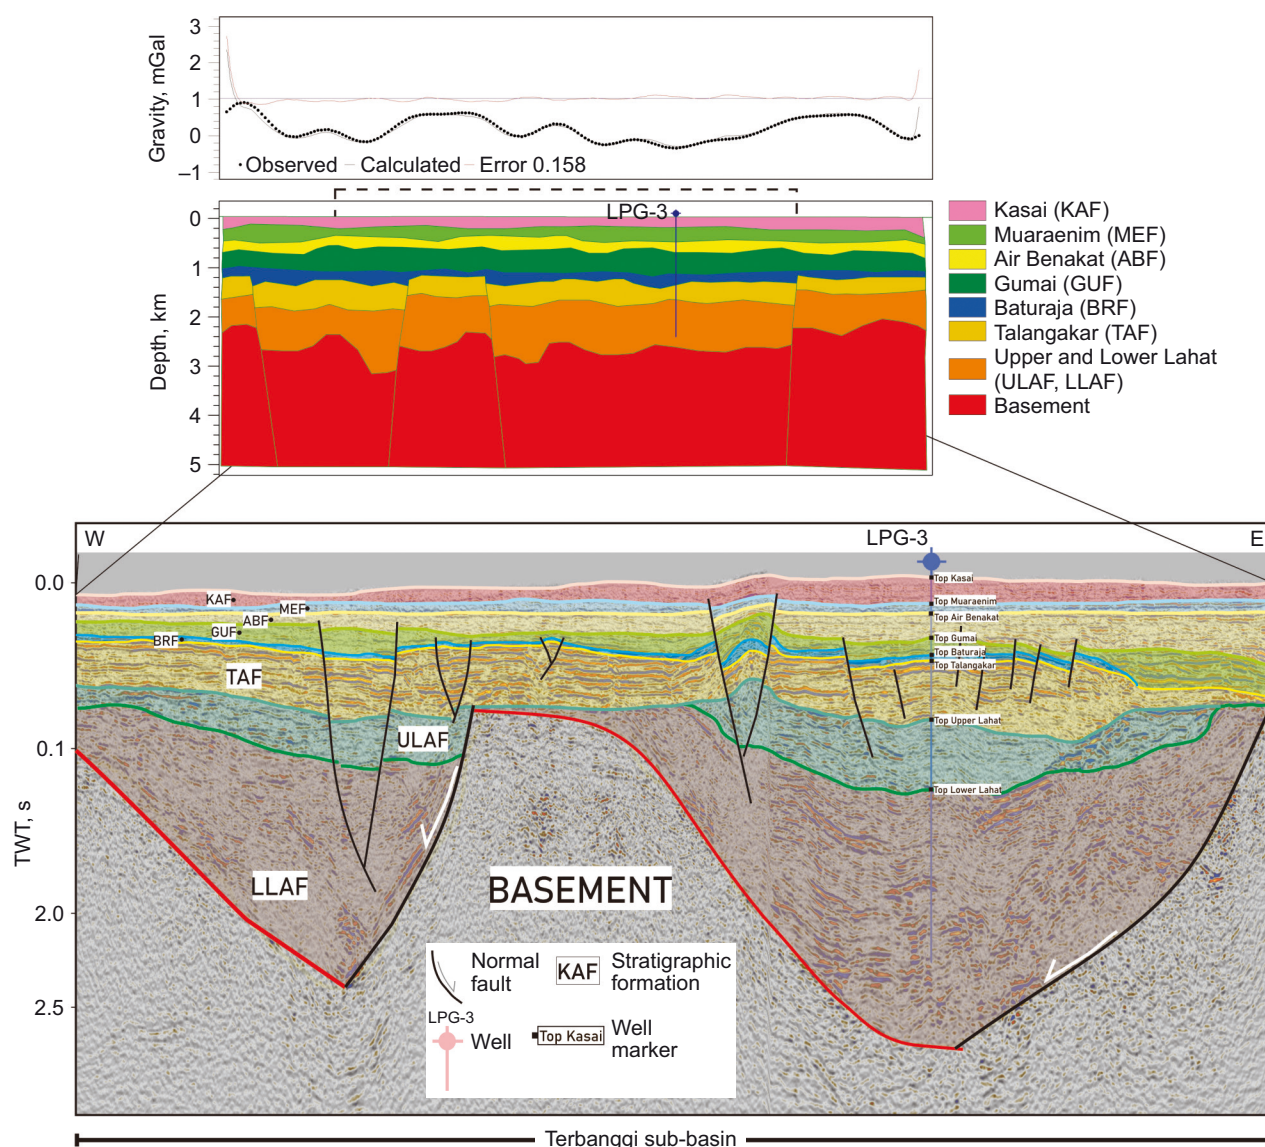 3
2
1
0
–1
Gravity, mGal
Observed
Calculated
Error 0.158
LPG-3
0
1
2
3
4
5
Depth, km
Kasai (KAF)
Muaraenim (MEF)
Air Benakat (ABF)
Gumai (GUF)
Baturaja (BRF)
Talangakar (TAF)
Upper and Lower Lahat
(ULAF, LLAF)
Basement
W
LPG-3
E
0.0
0.1
2.0
2.5
TWT, s
Top Kasai
KAF
MEF
Top Muaraenim
ABF
Top Air Benakat
GUF
BRF
Top Gumai
Top Baturaja
Top Talangakar
TAF
Top Upper Lahat
ULAF
Top Lower Lahat
LLAF
BASEMENT
Normal
fault
KAF
Stratigraphic
formation
LPG-3
Well
Top Kasai
Well
marker
Terbanggi sub-basin